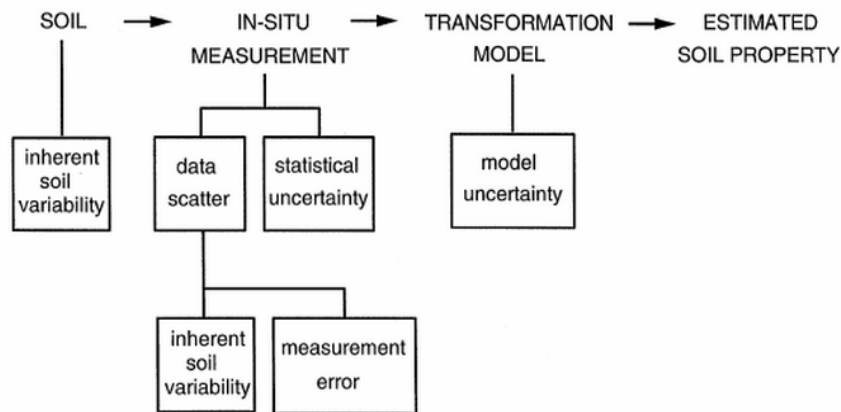 SOIL
IN-SITU
MEASUREMENT
TRANSFORMATION
MODEL
ESTIMATED
SOIL PROPERTY
inherent
soil
variability
data
scatter
statistical
uncertainty
model
uncertainty
inherent
soil
variability
measurement
error